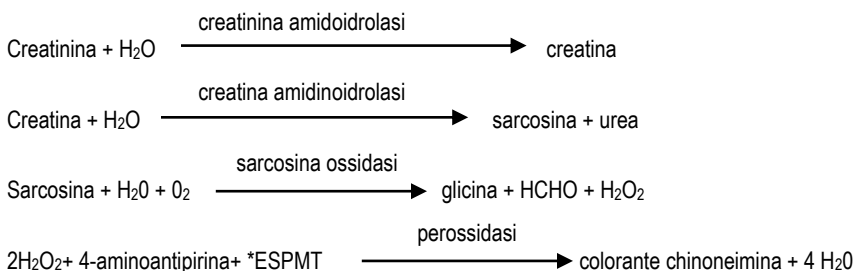 creatinina amidoidrolasi
Creatinina + H₂O creatina
creatina amidinoidrolasi
Creatina + H₂O sarcosina + urea
sarcosina ossidasi
Sarcosina + H₂0 + 0₂ glicina + HCHO + H₂O₂
perossidasi
2H₂O₂+ 4-aminoantipirina+ *ESPMT colorante chinoneimina + 4 H₂0